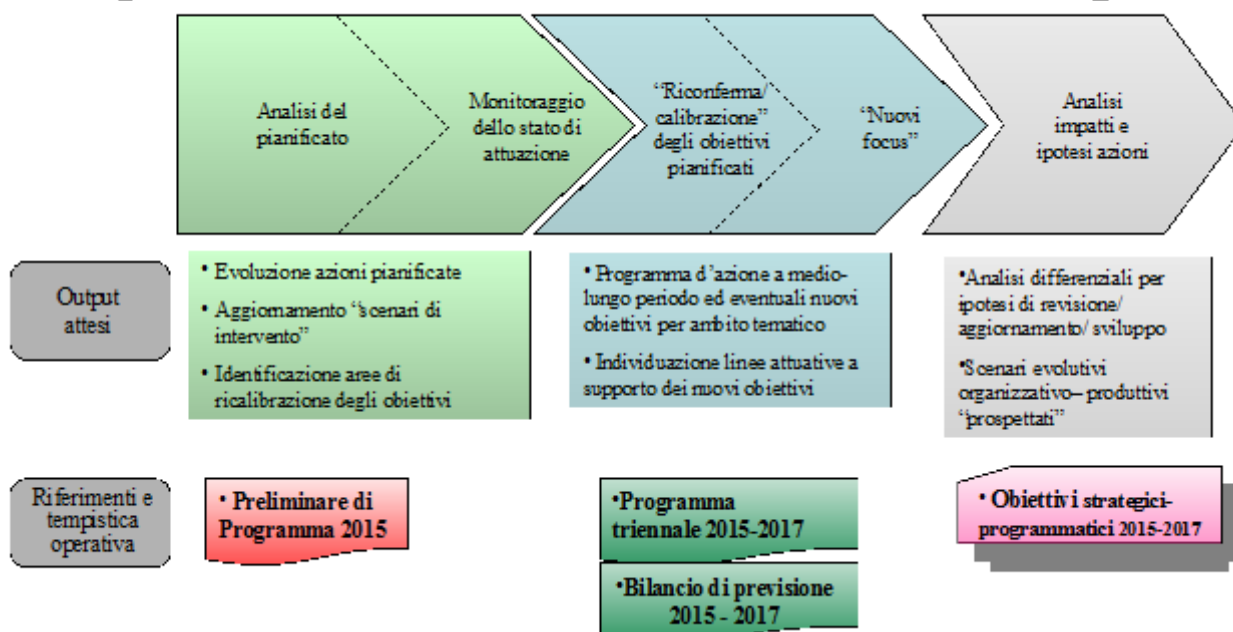 Analisi del
pianificato
Monitoraggio
dello stato di
attuazione
“Riconferma/
calibrazione”
degli obiettivi
pianificati
“Nuovi
focus”
Analisi
impatti e
ipotesi azioni
Output
attesi
• Evoluzione azioni pianificate
• Aggiornamento “scenari di
intervento”
• Identificazione aree di
ricalibrazione degli obiettivi
• Programma d’azione a medio-
lungo periodo ed eventuali nuovi
obiettivi per ambito tematico
• Individuazione linee attuative a
supporto dei nuovi obiettivi
•Analisi differenziali per
ipotesi di revisione/
aggiornamento/ sviluppo
•Scenari evolutivi
organizzativo– produttivi
“prospettati”
Riferimenti e
tempistica
operativa
• Preliminare di
Programma 2015
•Programma
triennale 2015-2017
•Bilancio di previsione
2015 - 2017
• Obiettivi strategici-
programmatici 2015-2017